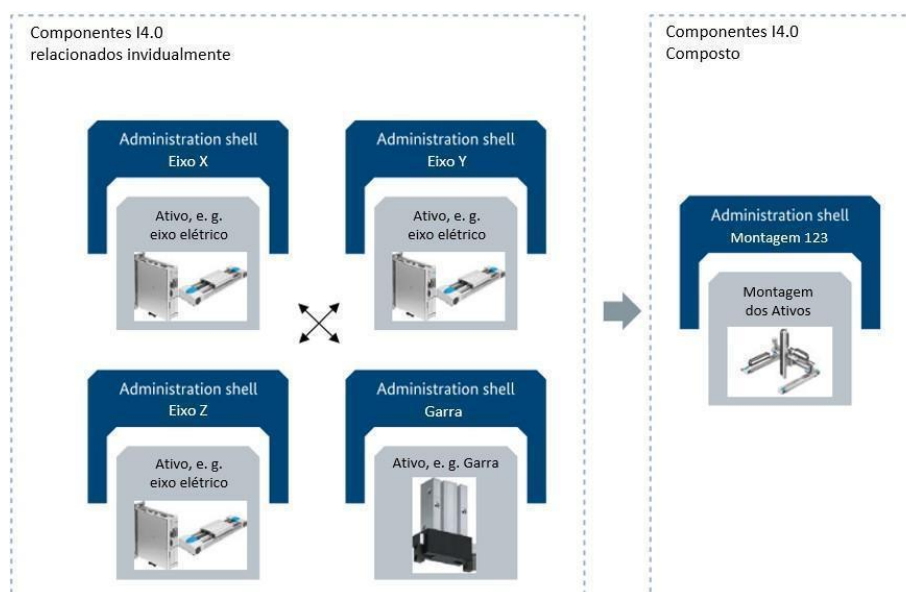 Componentes I4.0
relacionados invidualmente
Administration shell
Eixo X
Ativo, e. g.
eixo elétrico
Administration shell
Eixo Y
Ativo, e. g.
eixo elétrico
Administration shell
Eixo Z
Ativo, e. g.
eixo elétrico
Administration shell
Garra
Ativo, e. g. Garra
Componentes I4.0
Composto
Administration shell
Montagem 123
Montagem
dos Ativos